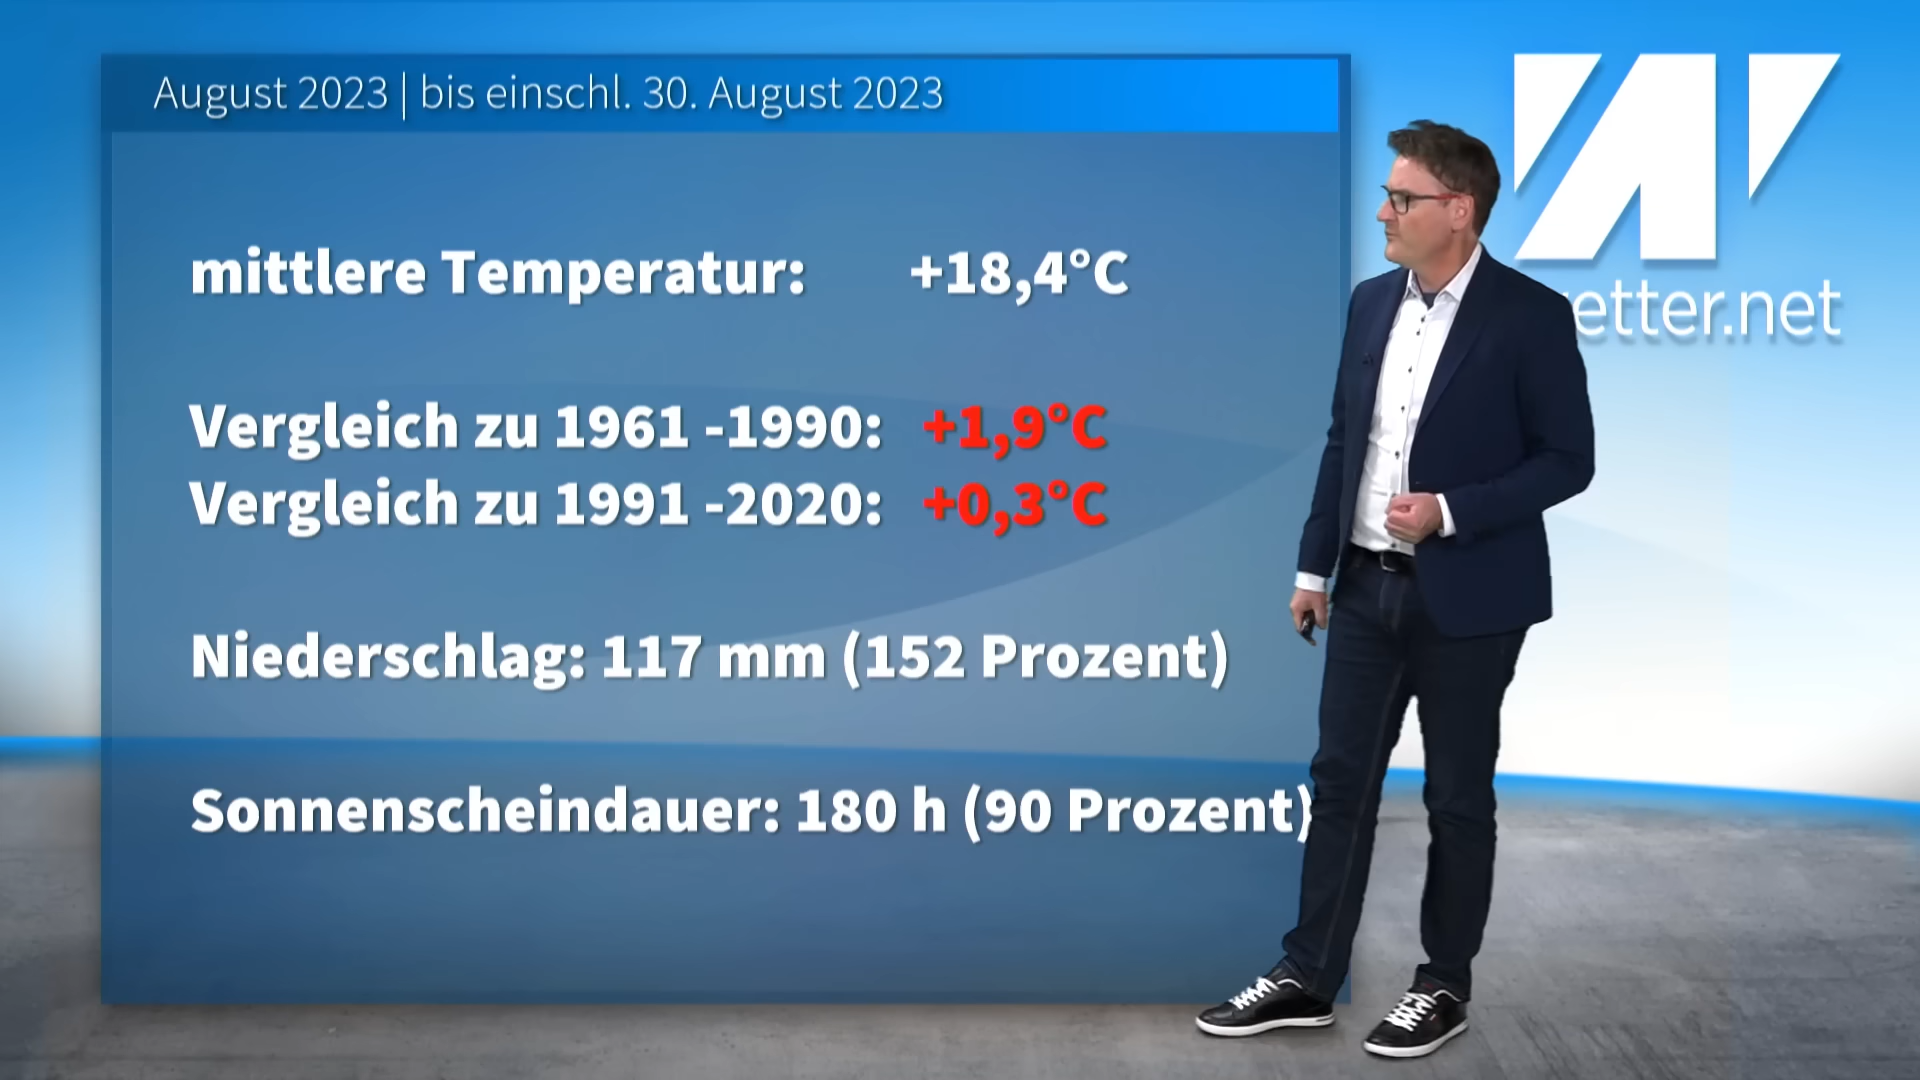 August 2023 | bis einschl. 30. August 2023
mittlere Temperatur: +18,4°C
Vergleich zu 1961 -1990: +1,9°C
Vergleich zu 1991 -2020: +0,3°C
Niederschlag: 117 mm (152 Prozent)
Sonnenscheindauer: 180 h (90 Prozent)
etter.net